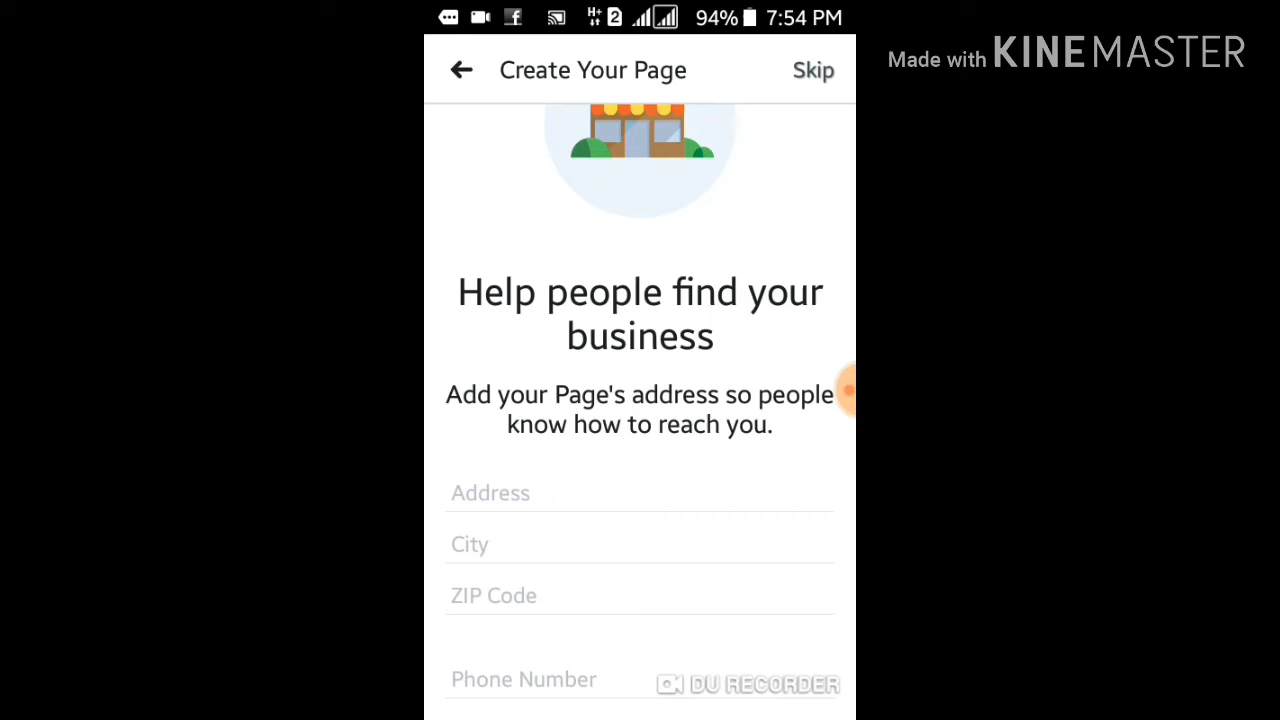 H+ 2 94% 7:54 PM
Made with KINEMASTER
Create Your Page Skip
Help people find your
business
Add your Page's address so people
know how to reach you.
Address
City
ZIP Code
Phone Number
DU RECORDER